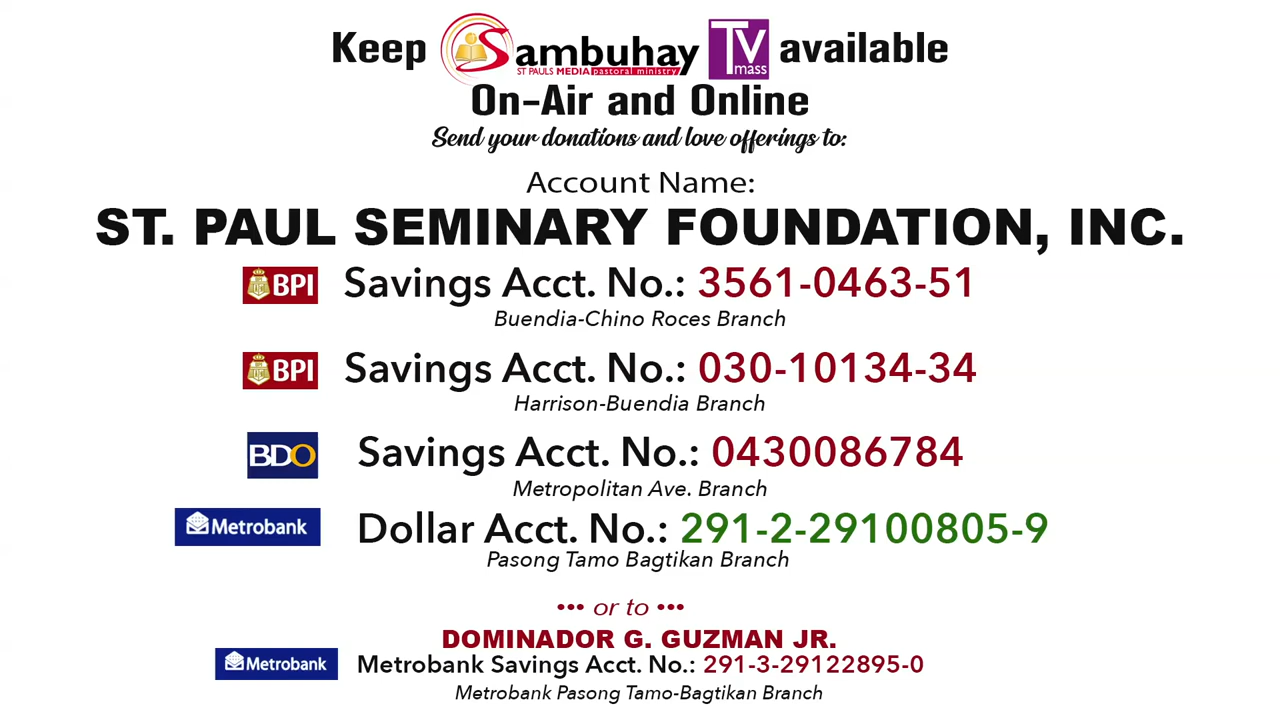 Keep Sambuhay TV mass available
ST PAULS MEDIA pastoral ministry
On-Air and Online
Send your donations and love offerings to:
Account Name:
ST. PAUL SEMINARY FOUNDATION, INC.
BPI Savings Acct. No.: 3561-0463-51
Buendia-Chino Roces Branch
BPI Savings Acct. No.: 030-10134-34
Harrison-Buendia Branch
BDO Savings Acct. No.: 0430086784
Metropolitan Ave. Branch
Metrobank Dollar Acct. No.: 291-2-29100805-9
Pasong Tamo Bagtikan Branch
••• or to •••
DOMINADOR G. GUZMAN JR.
Metrobank Metrobank Savings Acct. No.: 291-3-29122895-0
Metrobank Pasong Tamo-Bagtikan Branch